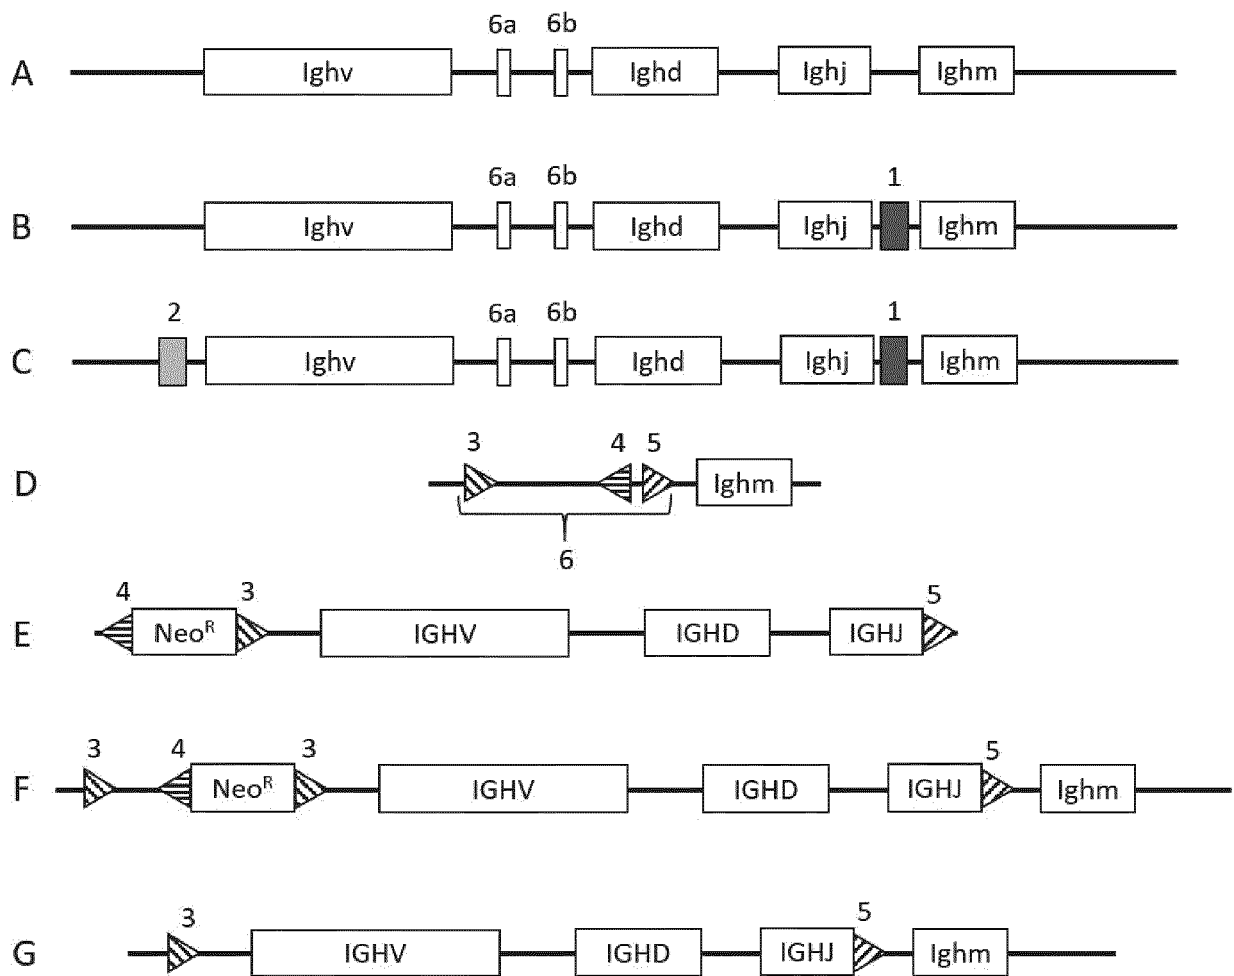 6a 6b
A Ighv Ighd Ighj Ighm
6a 6b 1
B Ighv Ighd Ighj Ighm
2 6a 6b 1
C Ighv Ighd Ighj Ighm
3 4 5
D Ighm
6
4 3 5
E Neo^R IGHV IGHD IGHJ
3 4 3 5
F Neo^R IGHV IGHD IGHJ Ighm
3 5
G IGHV IGHD IGHJ Ighm